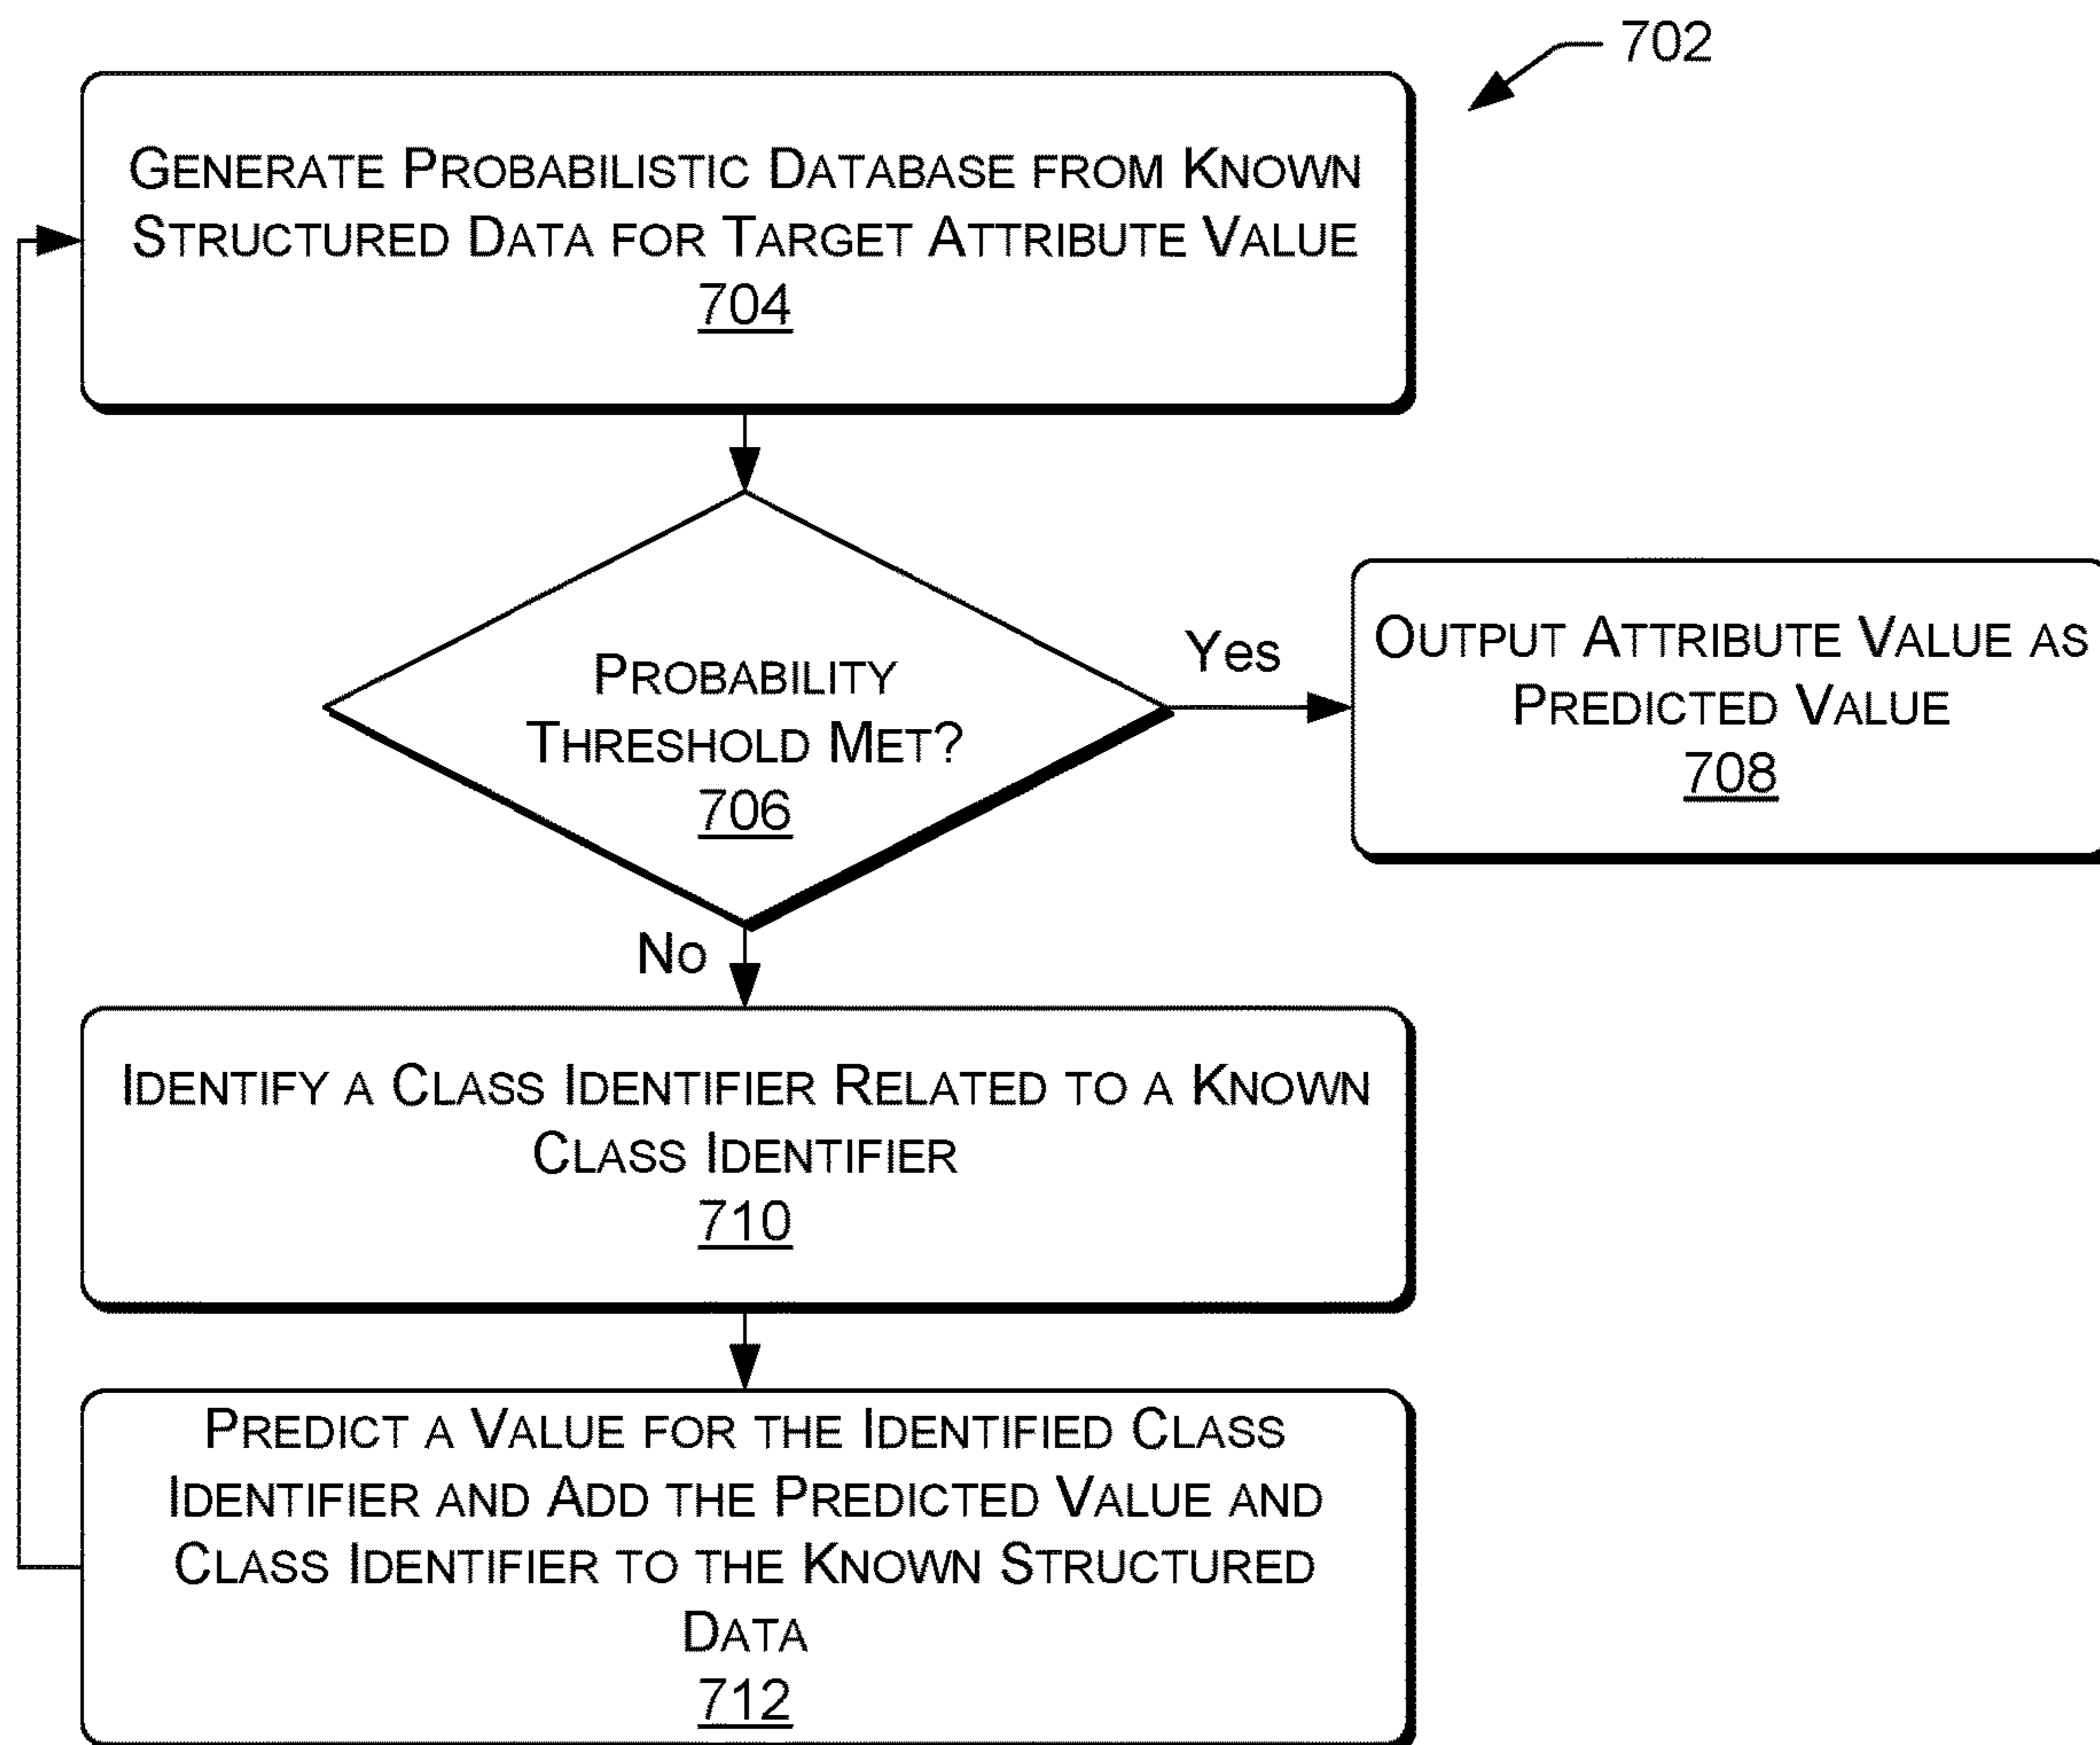 702
Generate Probabilistic Database from Known
Structured Data for Target Attribute Value
704
Probability
Threshold Met?
706
Yes
Output Attribute Value as
Predicted Value
708
No
Identify a Class Identifier Related to a Known
Class Identifier
710
Predict a Value for the Identified Class
Identifier and Add the Predicted Value and
Class Identifier to the Known Structured
Data
712